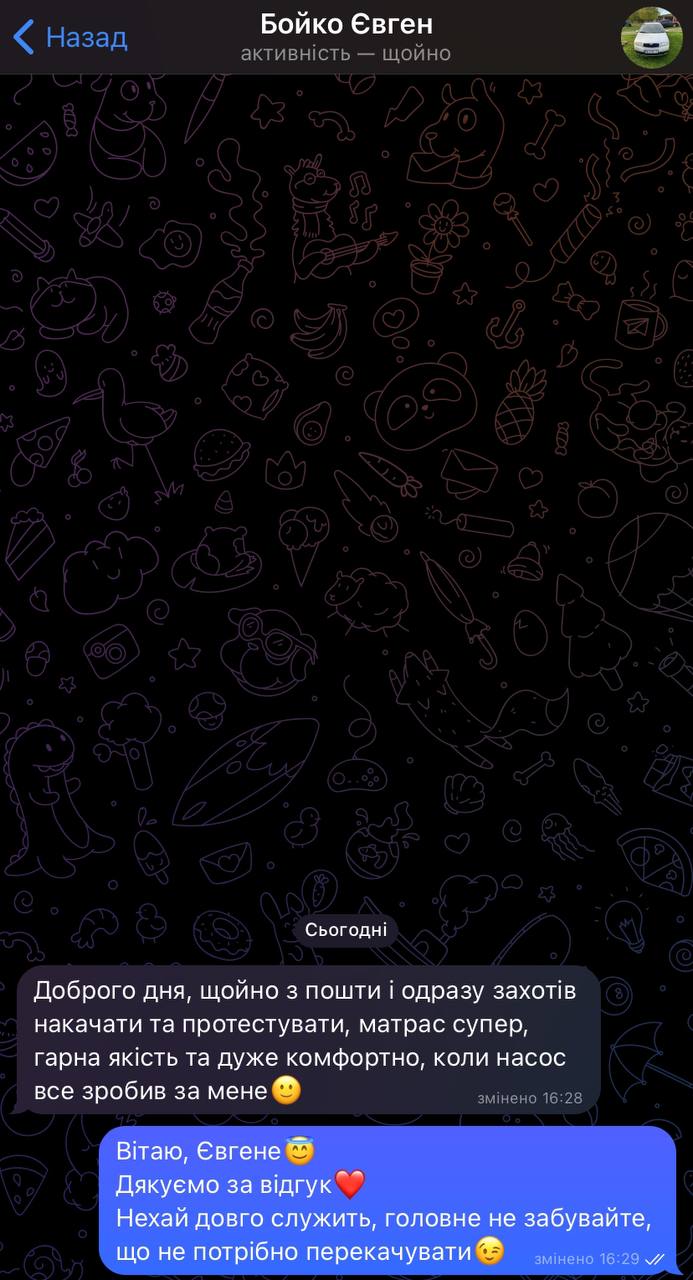 Назад
Бойко Євген
активність — щойно
Сьогодні
Доброго дня, щойно з пошти і одразу захотів
накачати та протестувати, матрас супер,
гарна якість та дуже комфортно, коли насос
все зробив за мене🙂
змінено 16:28
Вітаю, Євгене😇
Дякуємо за відгук❤️
Нехай довго служить, головне не забувайте,
що не потрібно перекачувати😉
змінено 16:29